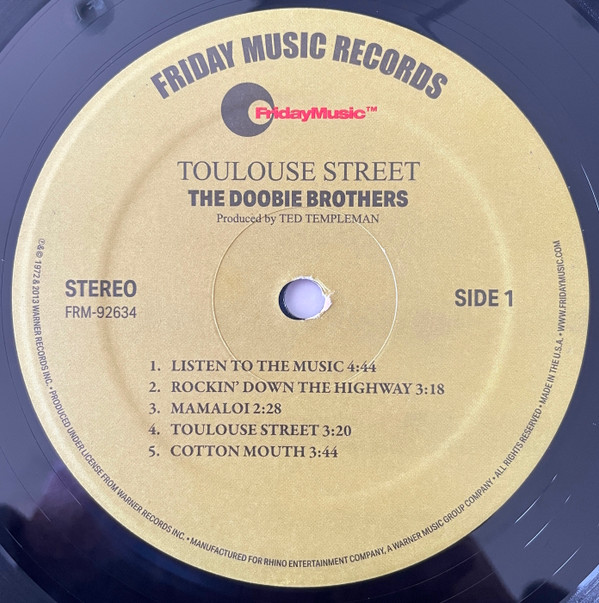 FRIDAY MUSIC RECORDS
FridayMusic™
TOULOUSE STREET
THE DOOBIE BROTHERS
Produced by TED TEMPLEMAN
STEREO
FRM-92634
SIDE 1
1. LISTEN TO THE MUSIC 4:44
2. ROCKIN' DOWN THE HIGHWAY 3:18
3. MAMALOI 2:28
4. TOULOUSE STREET 3:20
5. COTTON MOUTH 3:44
©&℗ 1972 & 2013 WARNER RECORDS INC. • PRODUCED UNDER LICENSE FROM WARNER RECORDS INC. • MANUFACTURED FOR RHINO ENTERTAINMENT COMPANY, A WARNER MUSIC GROUP COMPANY • ALL RIGHTS RESERVED • MADE IN THE U.S.A. • WWW.FRIDAYMUSIC.COM